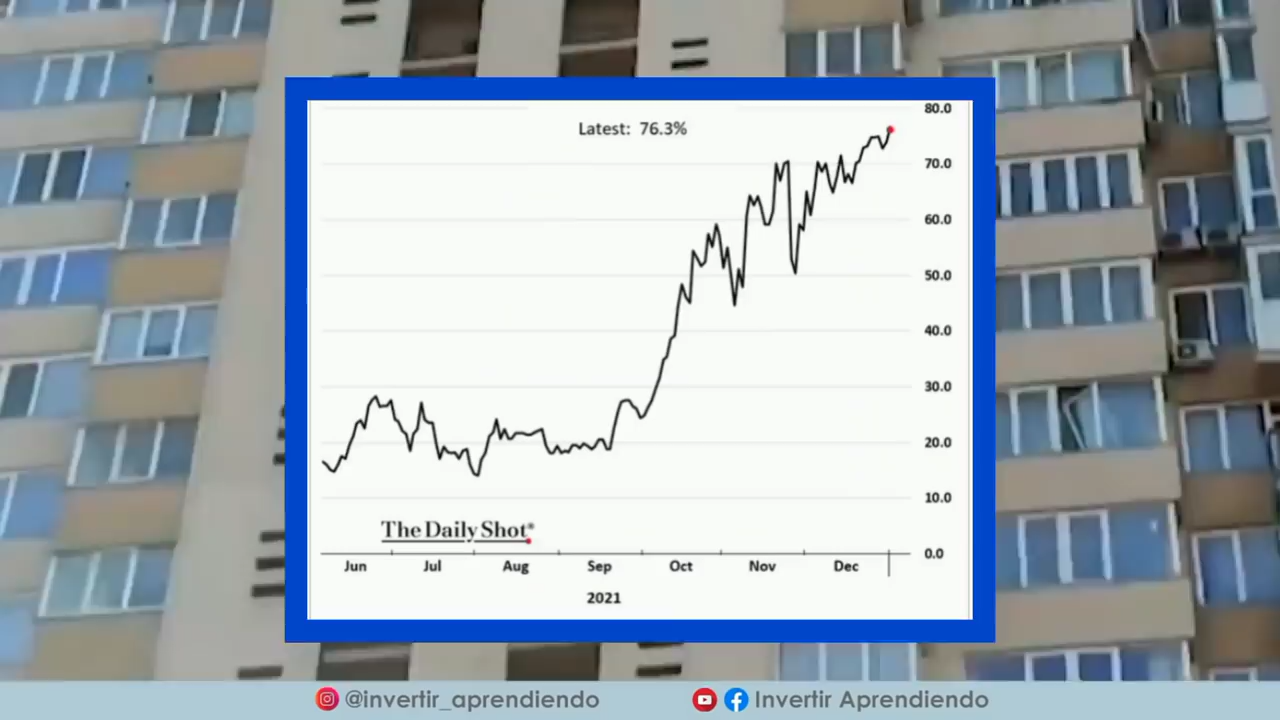 80.0
Latest: 76.3%
70.0
60.0
50.0
40.0
30.0
20.0
10.0
The Daily Shot®
0.0
Jun Jul Aug Sep Oct Nov Dec
2021
@invertir_aprendiendo
Invertir Aprendiendo